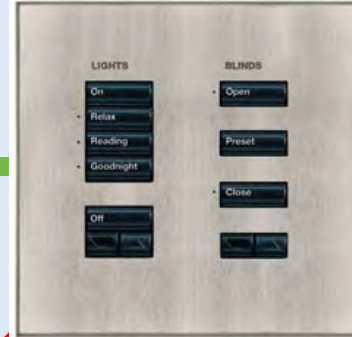 LIGHTS
On
Relax
Reading
Goodnight
Off
BLINDS
Open
Preset
Close